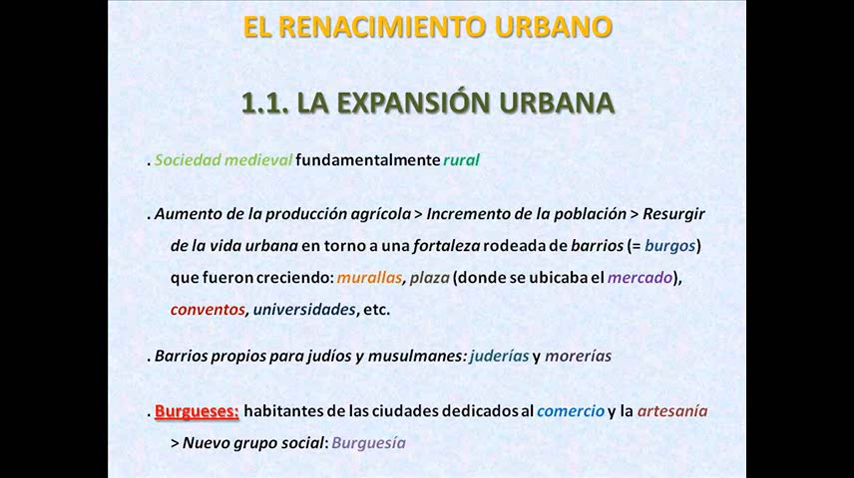 EL RENACIMIENTO URBANO
1.1. LA EXPANSIÓN URBANA
. Sociedad medieval fundamentalmente rural
. Aumento de la producción agrícola > Incremento de la población > Resurgir
de la vida urbana en torno a una fortaleza rodeada de barrios (= burgos)
que fueron creciendo: murallas, plaza (donde se ubicaba el mercado),
conventos, universidades, etc.
. Barrios propios para judíos y musulmanes: juderías y morerías
. Burgueses: habitantes de las ciudades dedicados al comercio y la artesanía
> Nuevo grupo social: Burguesía